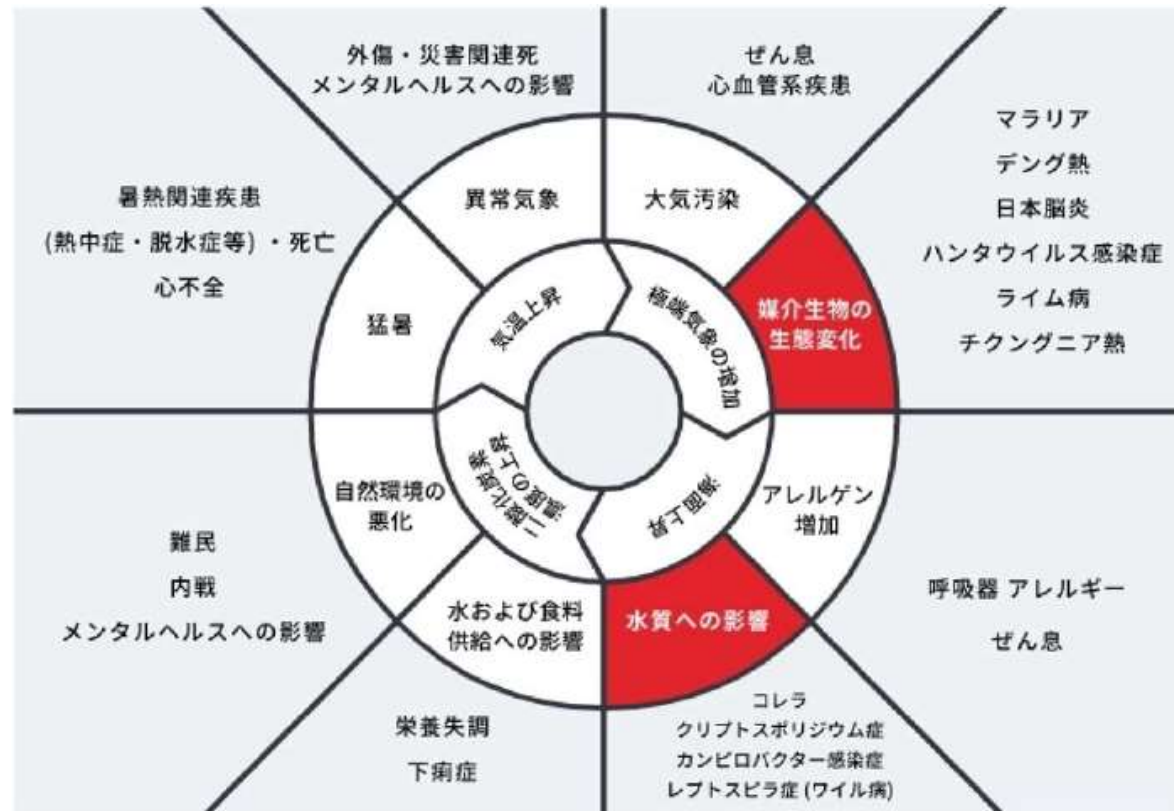 外傷・災害関連死
メンタルヘルスへの影響
ぜん息
心血管系疾患
マラリア
デング熱
日本脳炎
ハンタウイルス感染症
ライム病
チクングニア熱
暑熱関連疾患
(熱中症・脱水症等)・死亡
心不全
異常気象
大気汚染
猛暑
媒介生物の
生態変化
気温上昇
極端気象の増加
二酸化炭素
濃度の上昇
海面上昇
自然環境の
悪化
アレルゲン
増加
水および食料
供給への影響
水質への影響
難民
内戦
メンタルヘルスへの影響
呼吸器 アレルギー
ぜん息
栄養失調
下痢症
コレラ
クリプトスポリジウム症
カンピロバクター感染症
レプトスピラ症 (ワイル病)